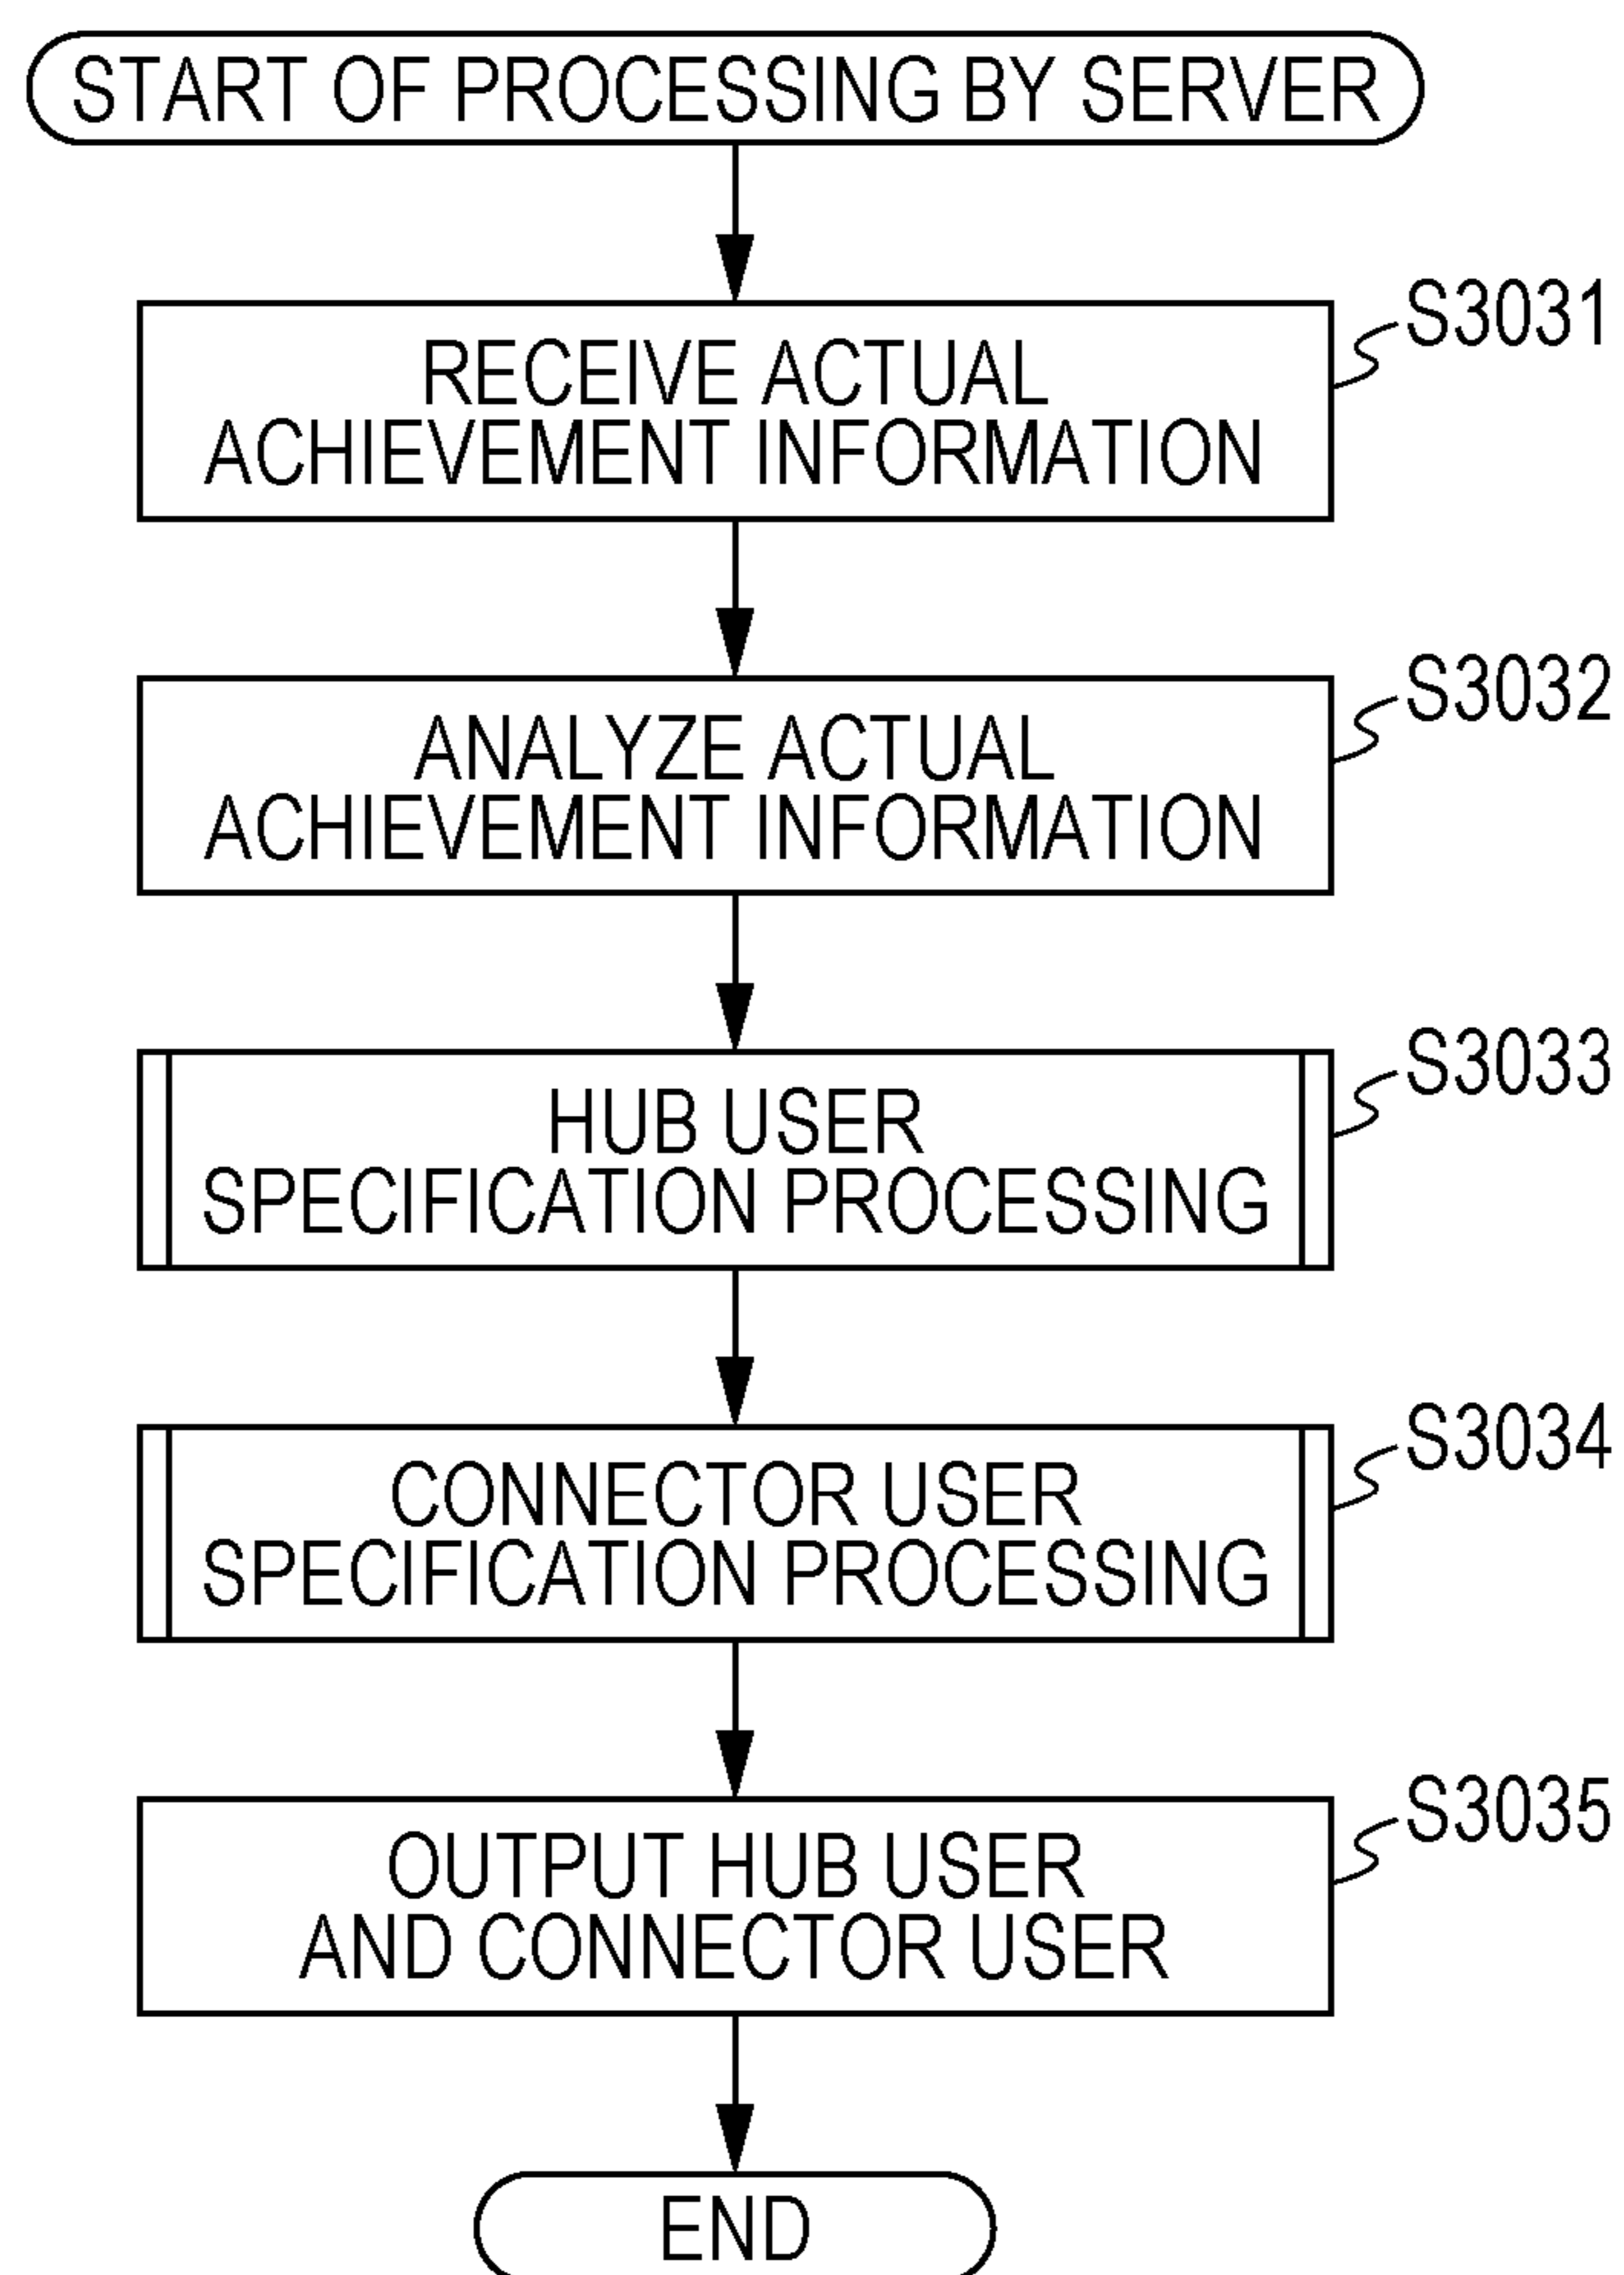 START OF PROCESSING BY SERVER
S3031
RECEIVE ACTUAL
ACHIEVEMENT INFORMATION
S3032
ANALYZE ACTUAL
ACHIEVEMENT INFORMATION
S3033
HUB USER
SPECIFICATION PROCESSING
S3034
CONNECTOR USER
SPECIFICATION PROCESSING
S3035
OUTPUT HUB USER
AND CONNECTOR USER
END